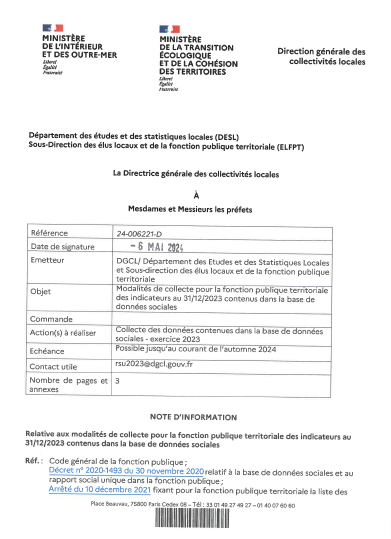 MINISTÈRE
DE L'INTÉRIEUR
ET DES OUTRE-MER
Liberté
Égalité
Fraternité
MINISTÈRE
DE LA TRANSITION
ÉCOLOGIQUE
ET DE LA COHÉSION
DES TERRITOIRES
Liberté
Égalité
Fraternité
Direction générale des
collectivités locales
Département des études et des statistiques locales (DESL)
Sous-Direction des élus locaux et de la fonction publique territoriale (ELFPT)
La Directrice générale des collectivités locales
À
Mesdames et Messieurs les préfets
Référence 24-006221-D
Date de signature - 6 MAI 2024
Emetteur DGCL/ Département des Etudes et des Statistiques Locales
et Sous-direction des élus locaux et de la fonction publique
territoriale
Objet Modalités de collecte pour la fonction publique territoriale
des indicateurs au 31/12/2023 contenus dans la base de
données sociales
Commande
Action(s) à réaliser Collecte des données contenues dans la base de données
sociales - exercice 2023
Echéance Possible jusqu'au courant de l'automne 2024
Contact utile rsu2023@dgcl.gouv.fr
Nombre de pages et 3
annexes
NOTE D'INFORMATION
Relative aux modalités de collecte pour la fonction publique territoriale des indicateurs au
31/12/2023 contenus dans la base de données sociales
Réf. : Code général de la fonction publique ;
Décret n° 2020-1493 du 30 novembre 2020 relatif à la base de données sociales et au
rapport social unique dans la fonction publique ;
Arrêté du 10 décembre 2021 fixant pour la fonction publique territoriale la liste des
Place Beauvau, 75800 Paris Cedex 08 – Tél : 33 01 49 27 49 27 – 01 40 07 60 60